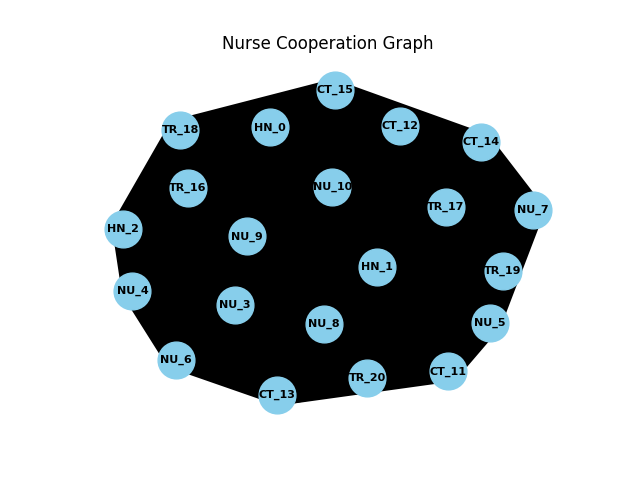 Nurse Cooperation Graph
CT_15
TR_18
HN_0
CT_12
CT_14
TR_16
NU_10
TR_17
NU_7
HN_2
NU_9
HN_1
TR_19
NU_4
NU_3
NU_8
NU_5
NU_6
CT_13
TR_20
CT_11